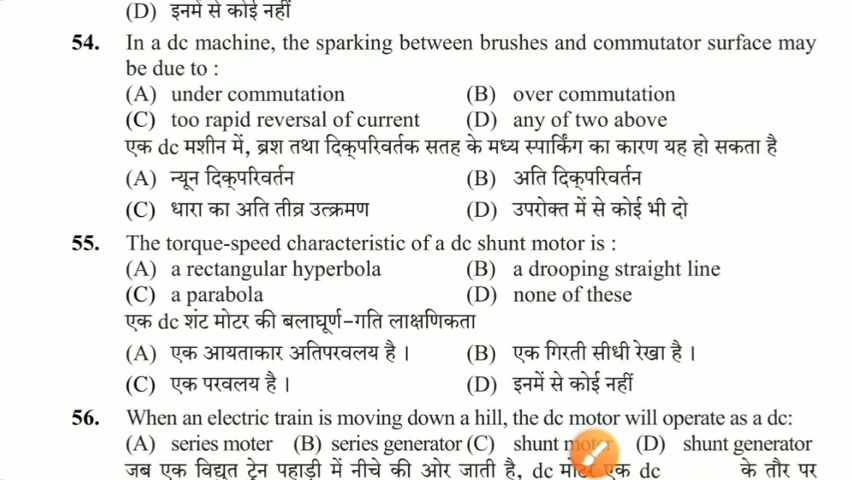 (D) इनमें से कोई नहीं
54. In a dc machine, the sparking between brushes and commutator surface may
be due to :
(A) under commutation (B) over commutation
(C) too rapid reversal of current (D) any of two above
एक dc मशीन में, ब्रश तथा दिक्‌परिवर्तक सतह के मध्य स्पार्किंग का कारण यह हो सकता है
(A) न्यून दिक्‌परिवर्तन (B) अति दिक्‌परिवर्तन
(C) धारा का अति तीव्र उत्क्रमण (D) उपरोक्त में से कोई भी दो
55. The torque-speed characteristic of a dc shunt motor is :
(A) a rectangular hyperbola (B) a drooping straight line
(C) a parabola (D) none of these
एक dc शंट मोटर की बलाघूर्ण-गति लाक्षणिकता
(A) एक आयताकार अतिपरवलय है । (B) एक गिरती सीधी रेखा है ।
(C) एक परवलय है । (D) इनमें से कोई नहीं
56. When an electric train is moving down a hill, the dc motor will operate as a dc:
(A) series moter (B) series generator (C) shunt motor (D) shunt generator
जब एक विद्युत ट्रेन पहाड़ी में नीचे की ओर जाती है, dc मोटर एक dc के तौर पर